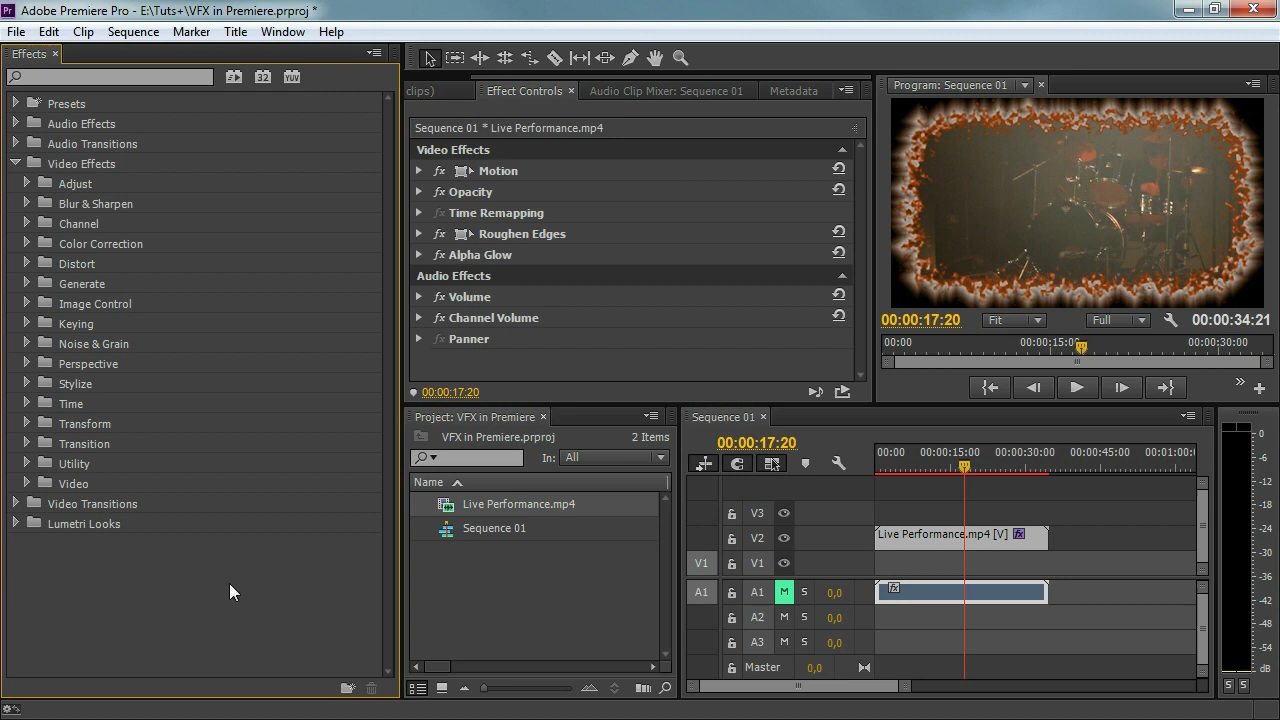 Pr Adobe Premiere Pro - E:\Tuts+\VFX in Premiere.prproj *
File Edit Clip Sequence Marker Title Window Help
Effects ×
32 YUV
Presets
Audio Effects
Audio Transitions
Video Effects
Adjust
Blur & Sharpen
Channel
Color Correction
Distort
Generate
Image Control
Keying
Noise & Grain
Perspective
Stylize
Time
Transform
Transition
Utility
Video
Video Transitions
Lumetri Looks
clips) Effect Controls × Audio Clip Mixer: Sequence 01 Metadata
Sequence 01 * Live Performance.mp4
Video Effects
fx Motion
fx Opacity
fx Time Remapping
fx Roughen Edges
fx Alpha Glow
Audio Effects
fx Volume
fx Channel Volume
fx Panner
00:00:17:20
Program: Sequence 01 ×
00:00:17:20 Fit Full 00:00:34:21
00:00 00:00:15:00 00:00:30:00
Project: VFX in Premiere ×
VFX in Premiere.prproj 2 Items
In: All
Name
Live Performance.mp4
Sequence 01
Sequence 01 ×
00:00:17:20
00:00 00:00:15:00 00:00:30:00 00:00:45:00 00:01:00:
V3
V2 Live Performance.mp4 [V] fx
V1 V1
A1 A1 M S 0,0 fx
A2 M S 0,0
A3 M S 0,0
Master 0,0
0
-6
-12
-18
-24
-30
-36
-42
-48
-54
dB
S S